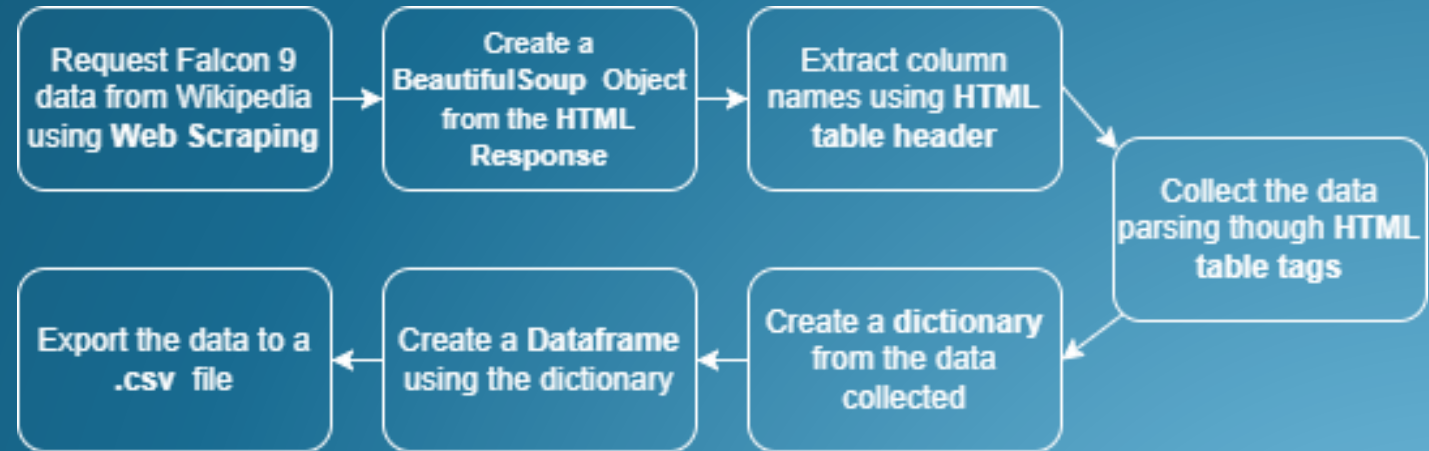 Request Falcon 9
data from Wikipedia
using Web Scraping
Create a
BeautifulSoup Object
from the HTML
Response
Extract column
names using HTML
table header
Collect the data
parsing though HTML
table tags
Create a dictionary
from the data
collected
Create a Dataframe
using the dictionary
Export the data to a
.csv file